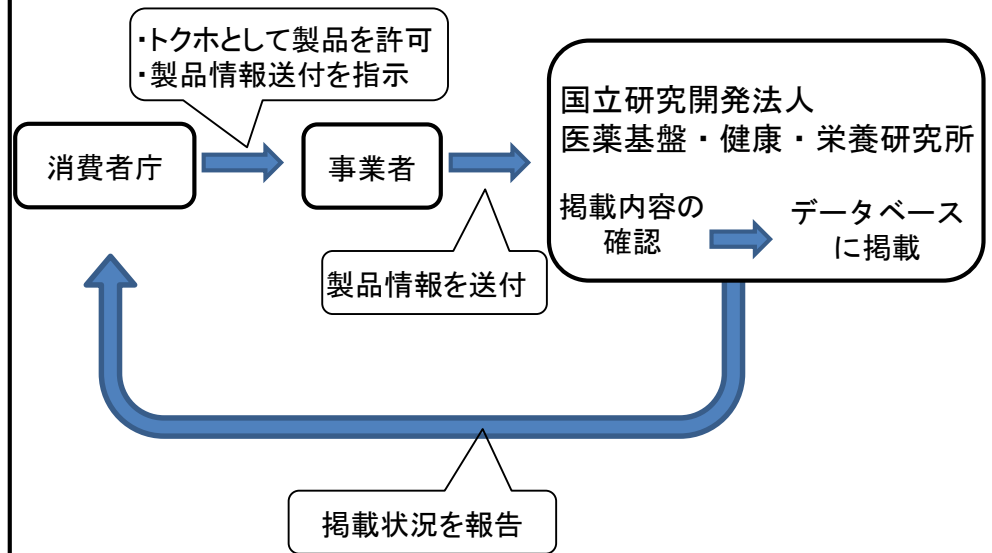 ・トクホとして製品を許可
・製品情報送付を指示
消費者庁
事業者
国立研究開発法人
医薬基盤・健康・栄養研究所
掲載内容の
確認
データベース
に掲載
製品情報を送付
掲載状況を報告